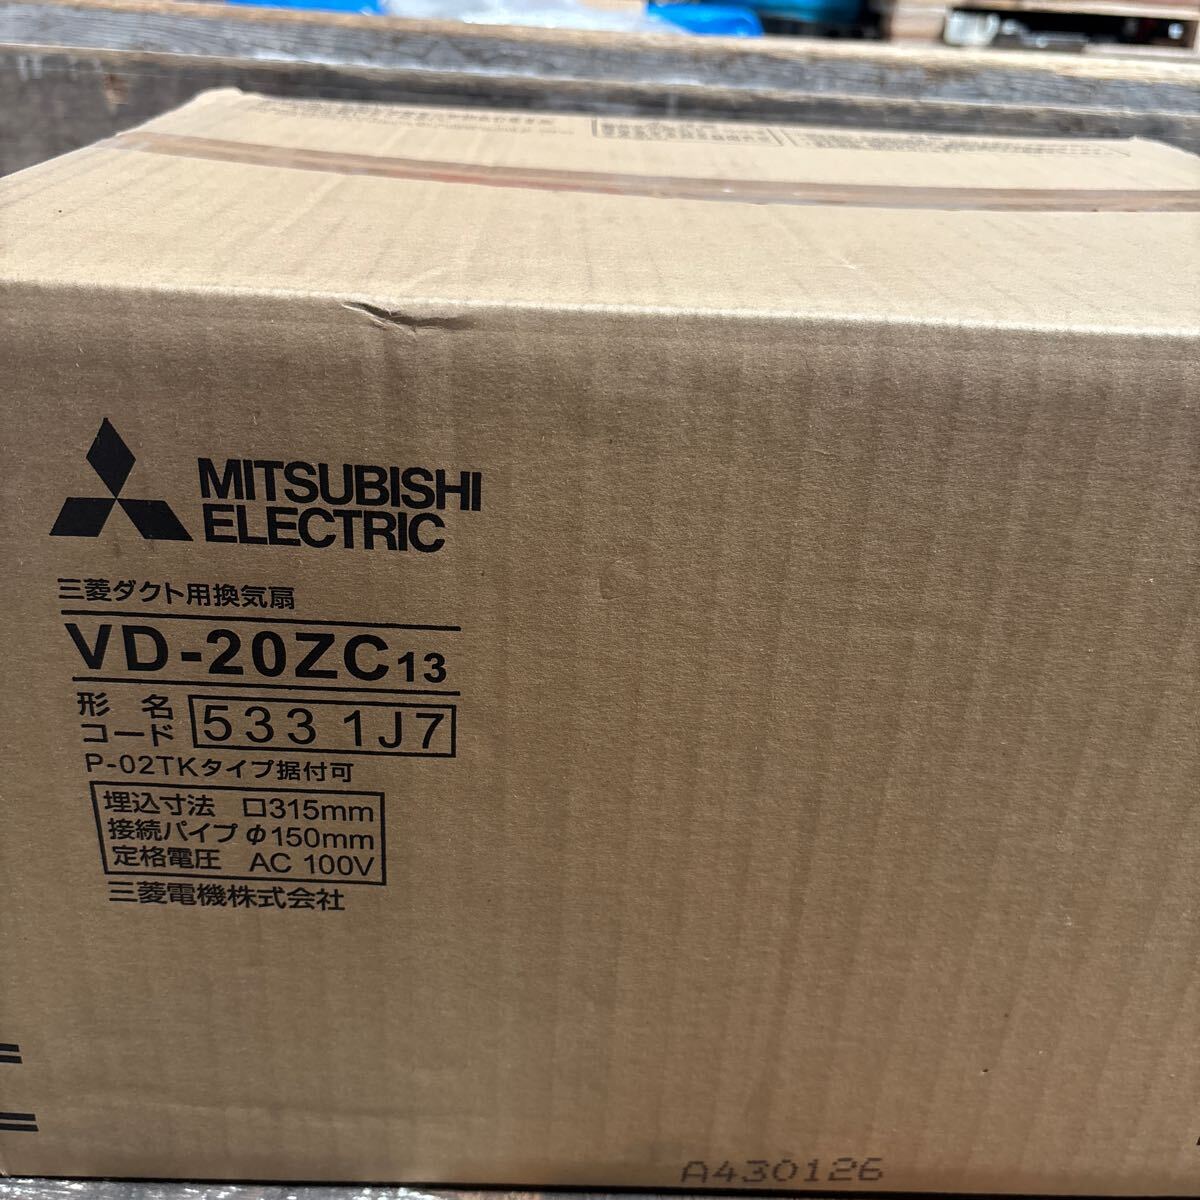 MITSUBISHI
ELECTRIC
三菱ダクト用換気扇
VD-20ZC13
形名
コード 5331J7
P-02TKタイプ据付可
埋込寸法 □315mm
接続パイプ φ150mm
定格電圧 AC 100V
三菱電機株式会社
A430126